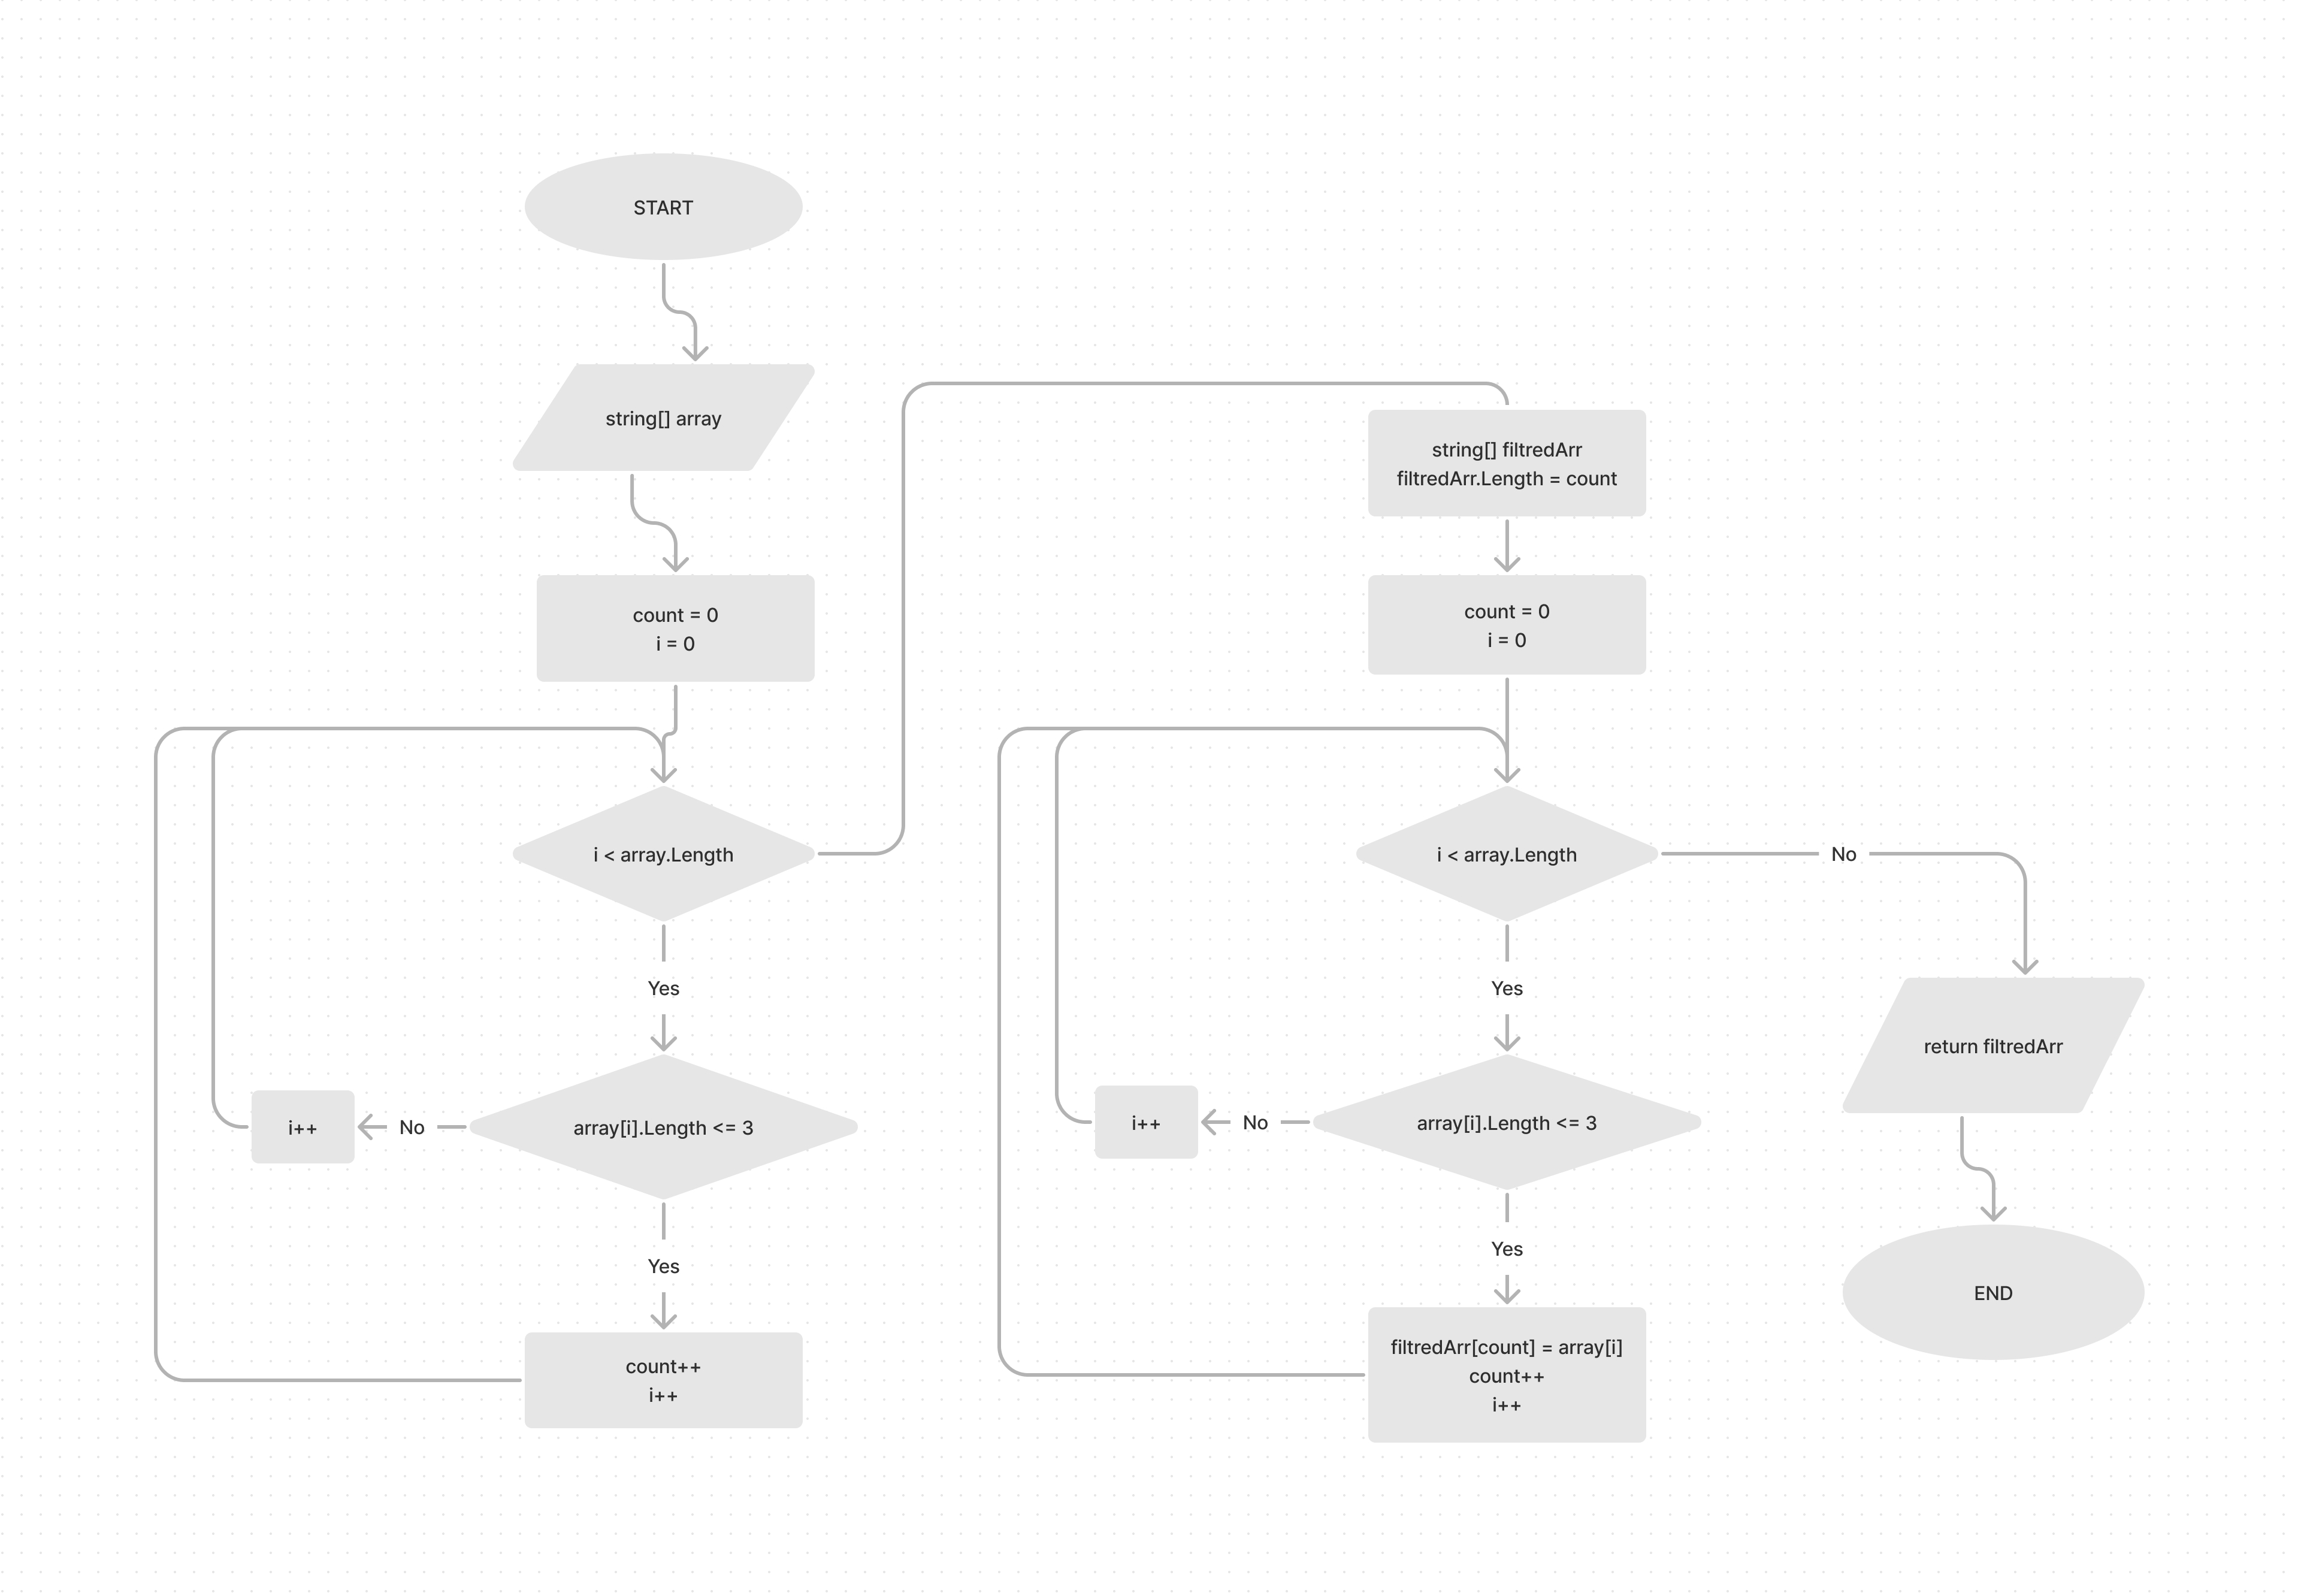 START
string[] array
count = 0
i = 0
i < array.Length
Yes
array[i].Length <= 3
No
i++
Yes
count++
i++
string[] filtredArr
filtredArr.Length = count
count = 0
i = 0
i < array.Length
No
Yes
array[i].Length <= 3
No
i++
Yes
filtredArr[count] = array[i]
count++
i++
return filtredArr
END